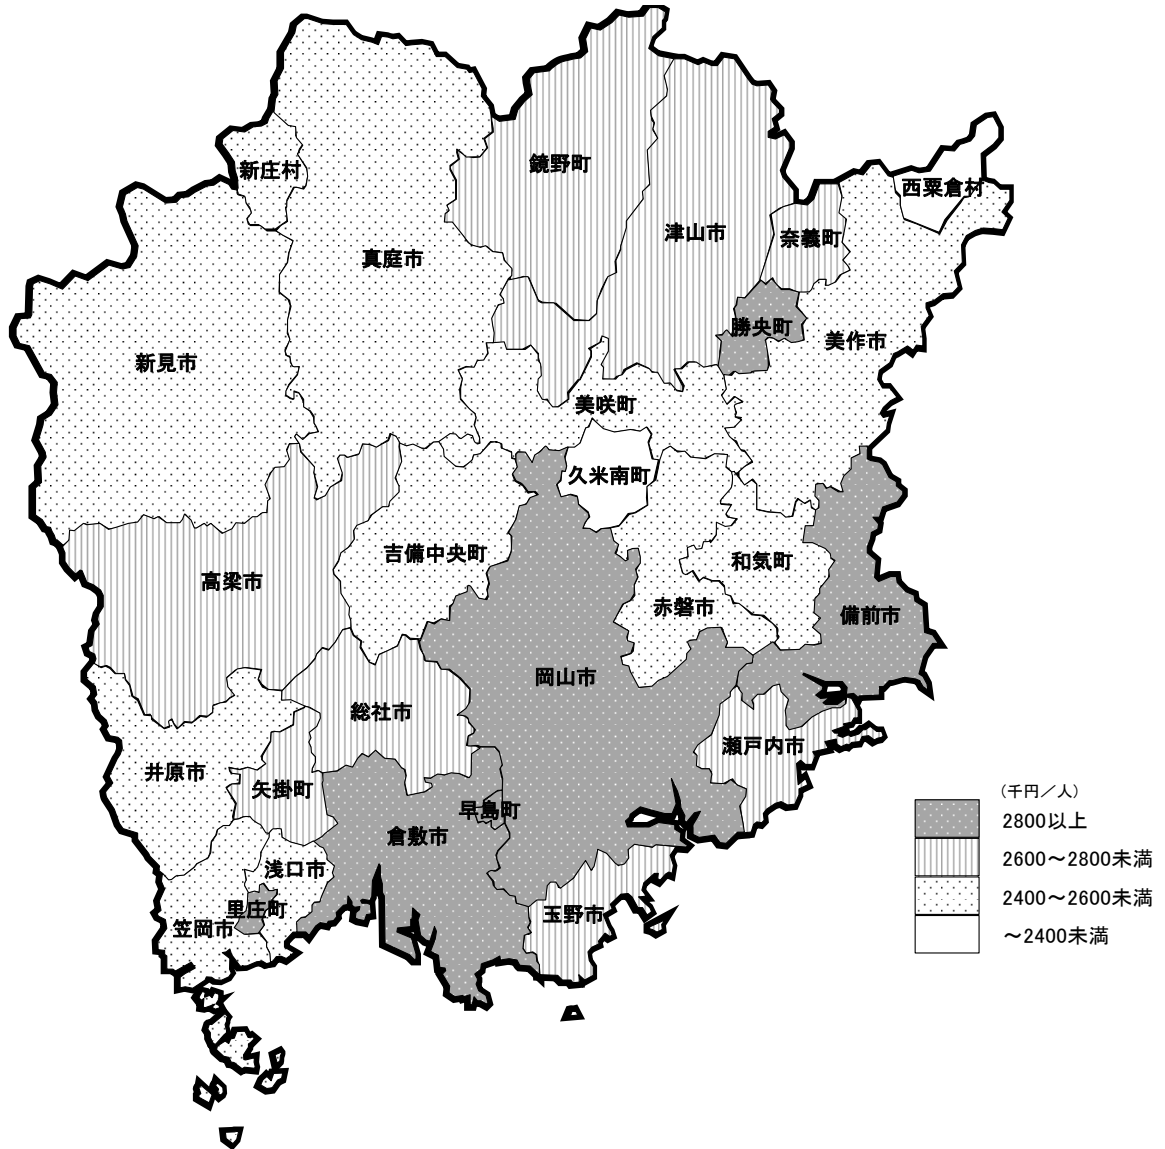 鏡野町
新庄村
西粟倉村
津山市
奈義町
真庭市
勝央町
美作市
新見市
美咲町
久米南町
吉備中央町
和気町
高梁市
赤磐市
備前市
岡山市
総社市
瀬戸内市
井原市
矢掛町
早島町
倉敷市
浅口市
里庄町
玉野市
笠岡市
（千円／人）
2800以上
2600～2800未満
2400～2600未満
～2400未満